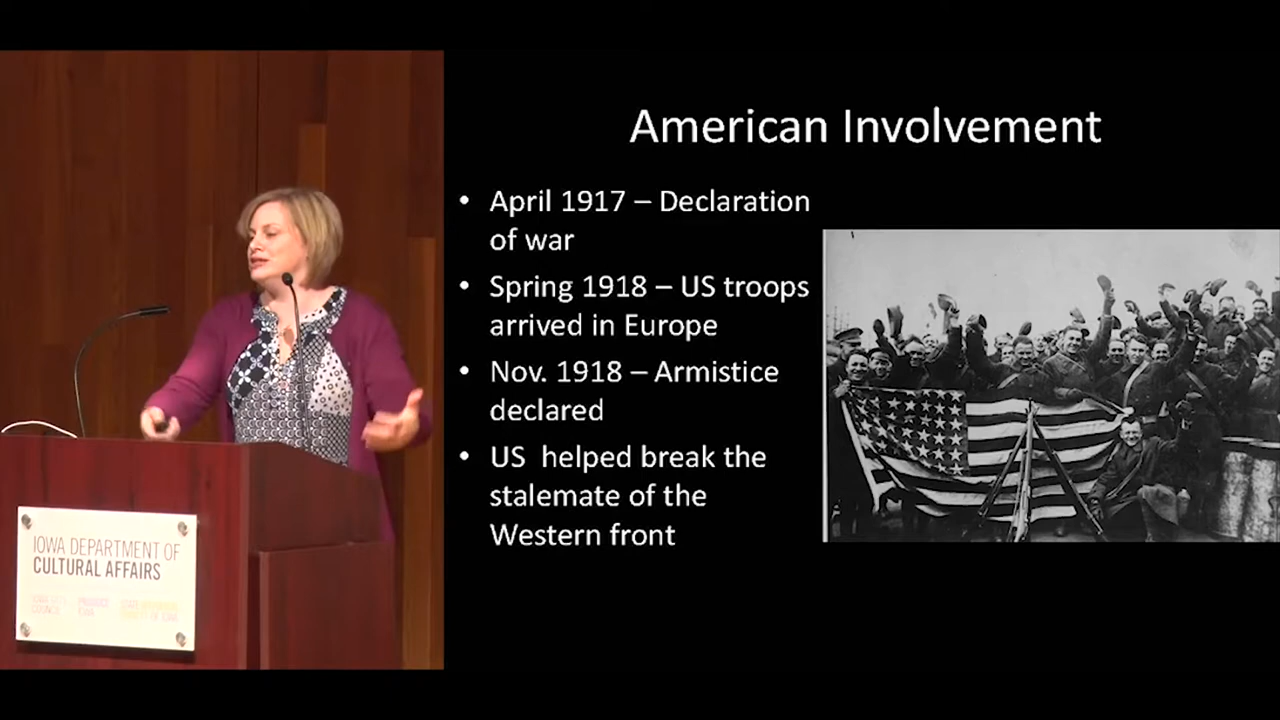 American Involvement
• April 1917 – Declaration
of war
• Spring 1918 – US troops
arrived in Europe
• Nov. 1918 – Armistice
declared
• US helped break the
stalemate of the
Western front
IOWA DEPARTMENT OF
CULTURAL AFFAIRS